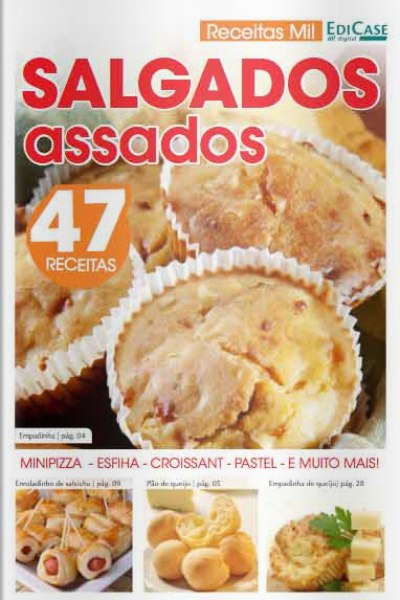 Receitas Mil
EDICASE
digital
SALGADOS
assados
47
RECEITAS
Empadinha | pág. 04
MINIPIZZA - ESFIHA - CROISSANT - PASTEL - E MUITO MAIS!
Enroladinho de salsicha | pág. 09
Pão de queijo | pág. 05
Empadinha de queijo| pág. 28